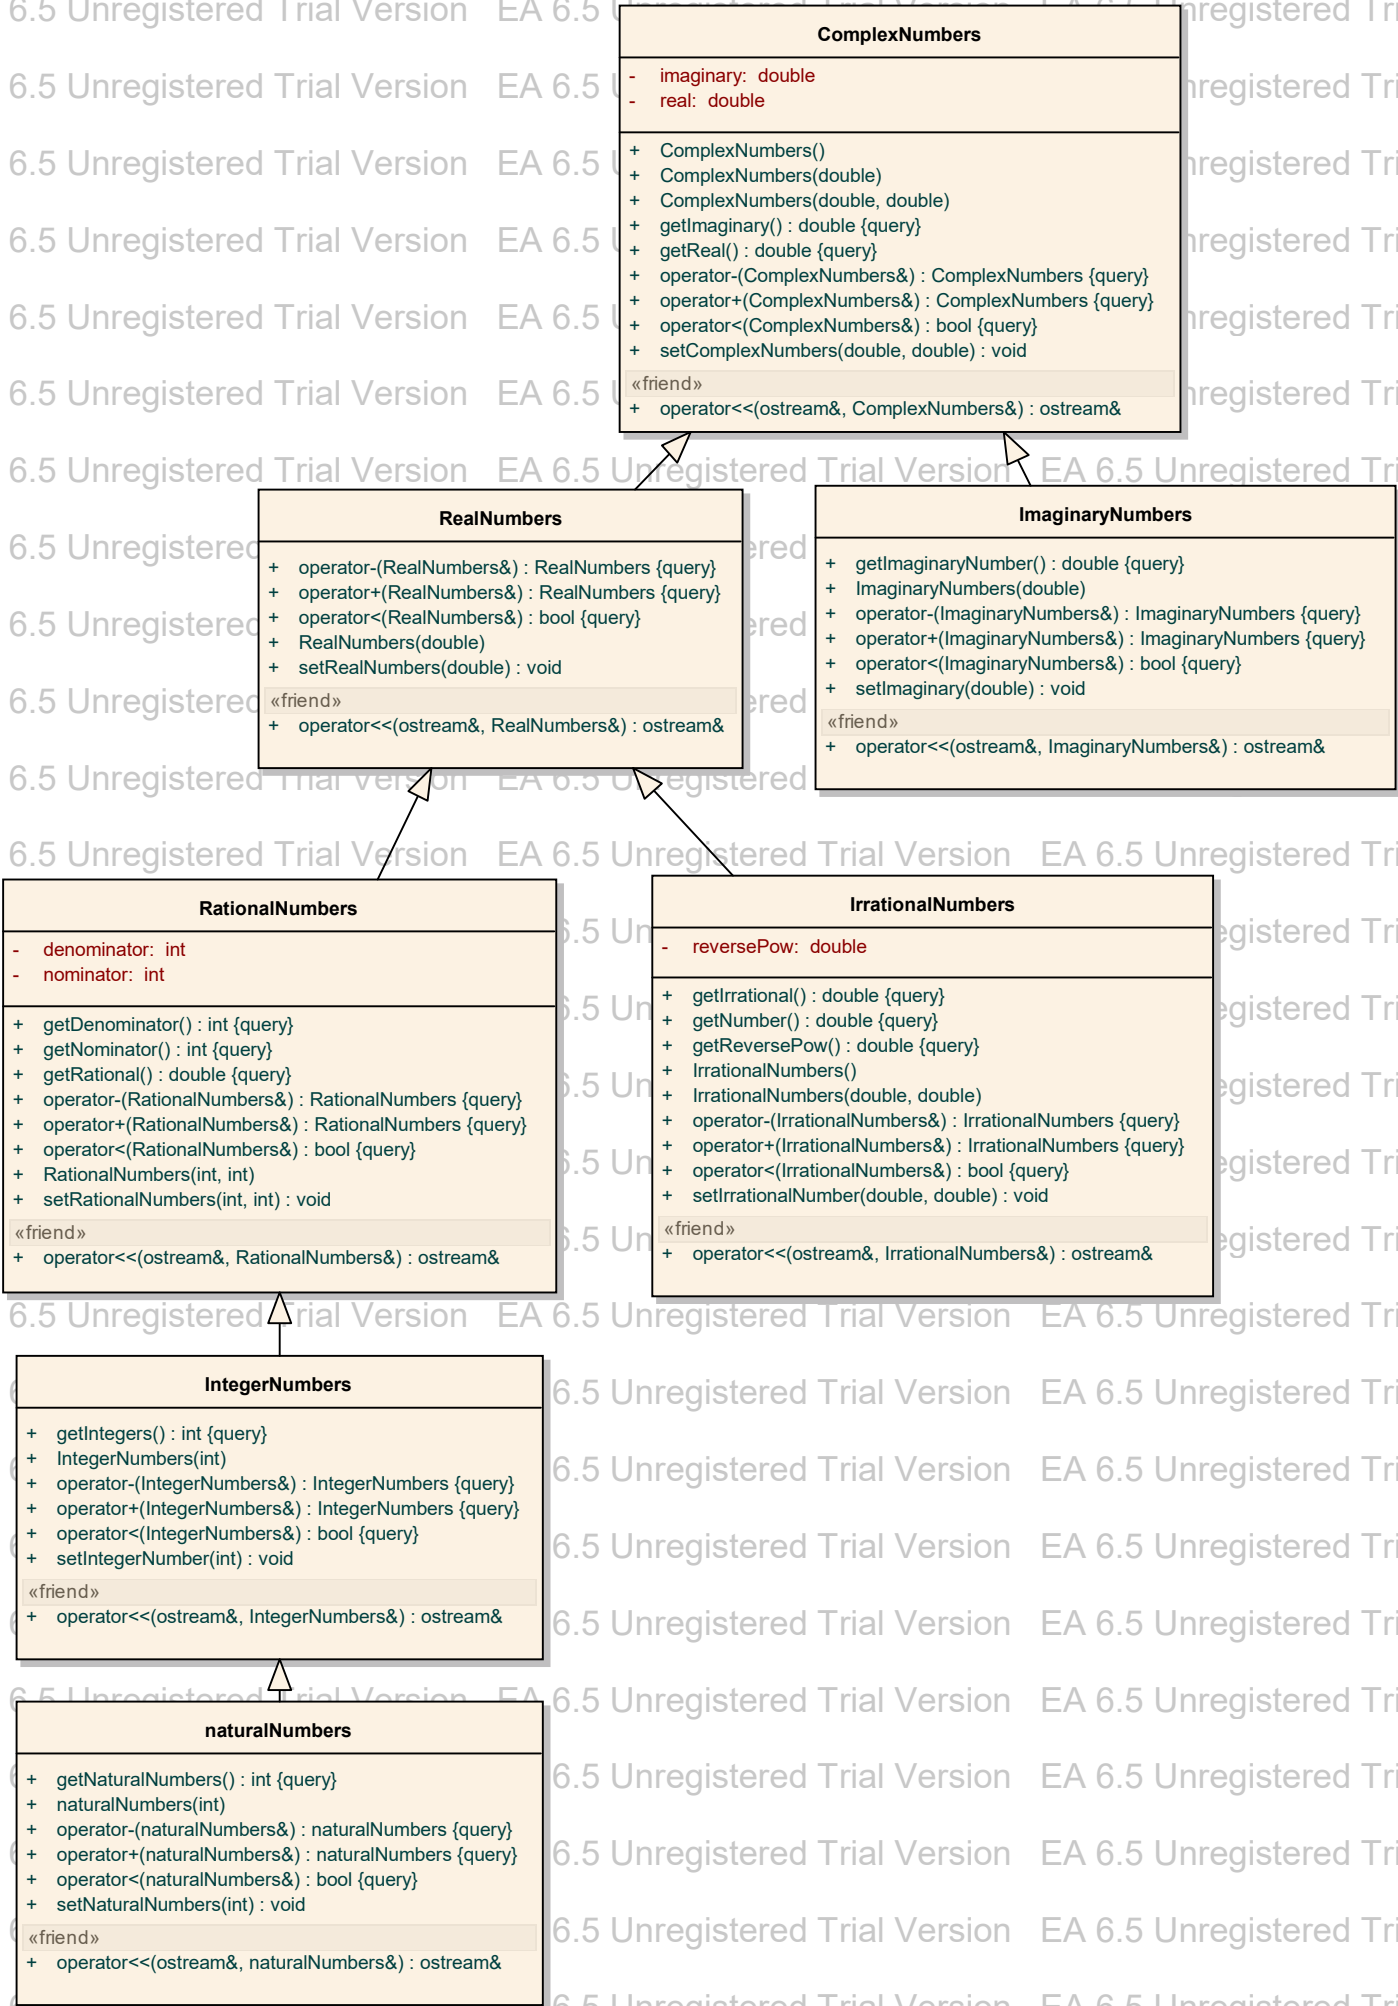 ComplexNumbers
- imaginary: double
- real: double
+ ComplexNumbers()
+ ComplexNumbers(double)
+ ComplexNumbers(double, double)
+ getImaginary() : double {query}
+ getReal() : double {query}
+ operator-(ComplexNumbers&) : ComplexNumbers {query}
+ operator+(ComplexNumbers&) : ComplexNumbers {query}
+ operator<(ComplexNumbers&) : bool {query}
+ setComplexNumbers(double, double) : void
«friend»
+ operator<<(ostream&, ComplexNumbers&) : ostream&
RealNumbers
+ operator-(RealNumbers&) : RealNumbers {query}
+ operator+(RealNumbers&) : RealNumbers {query}
+ operator<(RealNumbers&) : bool {query}
+ RealNumbers(double)
+ setRealNumbers(double) : void
«friend»
+ operator<<(ostream&, RealNumbers&) : ostream&
ImaginaryNumbers
+ getImaginaryNumber() : double {query}
+ ImaginaryNumbers(double)
+ operator-(ImaginaryNumbers&) : ImaginaryNumbers {query}
+ operator+(ImaginaryNumbers&) : ImaginaryNumbers {query}
+ operator<(ImaginaryNumbers&) : bool {query}
+ setImaginary(double) : void
«friend»
+ operator<<(ostream&, ImaginaryNumbers&) : ostream&
RationalNumbers
- denominator: int
- nominator: int
+ getDenominator() : int {query}
+ getNominator() : int {query}
+ getRational() : double {query}
+ operator-(RationalNumbers&) : RationalNumbers {query}
+ operator+(RationalNumbers&) : RationalNumbers {query}
+ operator<(RationalNumbers&) : bool {query}
+ RationalNumbers(int, int)
+ setRationalNumbers(int, int) : void
«friend»
+ operator<<(ostream&, RationalNumbers&) : ostream&
IrrationalNumbers
- reversePow: double
+ getIrrational() : double {query}
+ getNumber() : double {query}
+ getReversePow() : double {query}
+ IrrationalNumbers()
+ IrrationalNumbers(double, double)
+ operator-(IrrationalNumbers&) : IrrationalNumbers {query}
+ operator+(IrrationalNumbers&) : IrrationalNumbers {query}
+ operator<(IrrationalNumbers&) : bool {query}
+ setIrrationalNumber(double, double) : void
«friend»
+ operator<<(ostream&, IrrationalNumbers&) : ostream&
IntegerNumbers
+ getIntegers() : int {query}
+ IntegerNumbers(int)
+ operator-(IntegerNumbers&) : IntegerNumbers {query}
+ operator+(IntegerNumbers&) : IntegerNumbers {query}
+ operator<(IntegerNumbers&) : bool {query}
+ setIntegerNumber(int) : void
«friend»
+ operator<<(ostream&, IntegerNumbers&) : ostream&
naturalNumbers
+ getNaturalNumbers() : int {query}
+ naturalNumbers(int)
+ operator-(naturalNumbers&) : naturalNumbers {query}
+ operator+(naturalNumbers&) : naturalNumbers {query}
+ operator<(naturalNumbers&) : bool {query}
+ setNaturalNumbers(int) : void
«friend»
+ operator<<(ostream&, naturalNumbers&) : ostream&